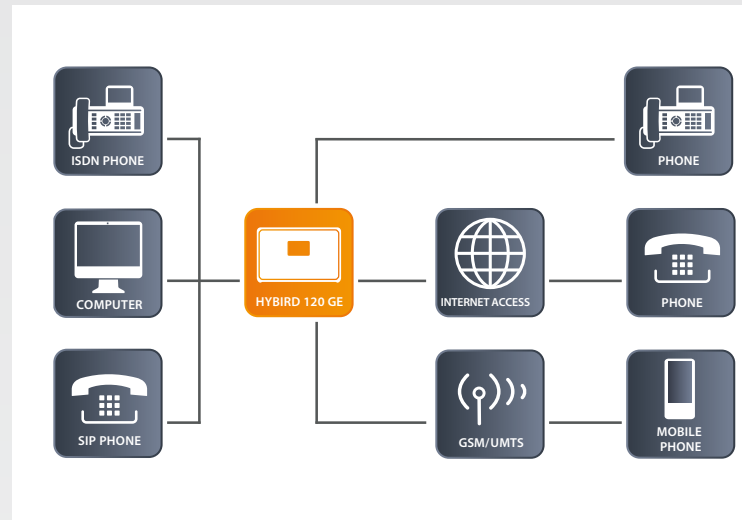 ISDN PHONE
PHONE
COMPUTER
HYBIRD 120 GE
INTERNET ACCESS
PHONE
SIP PHONE
GSM/UMTS
MOBILE
PHONE